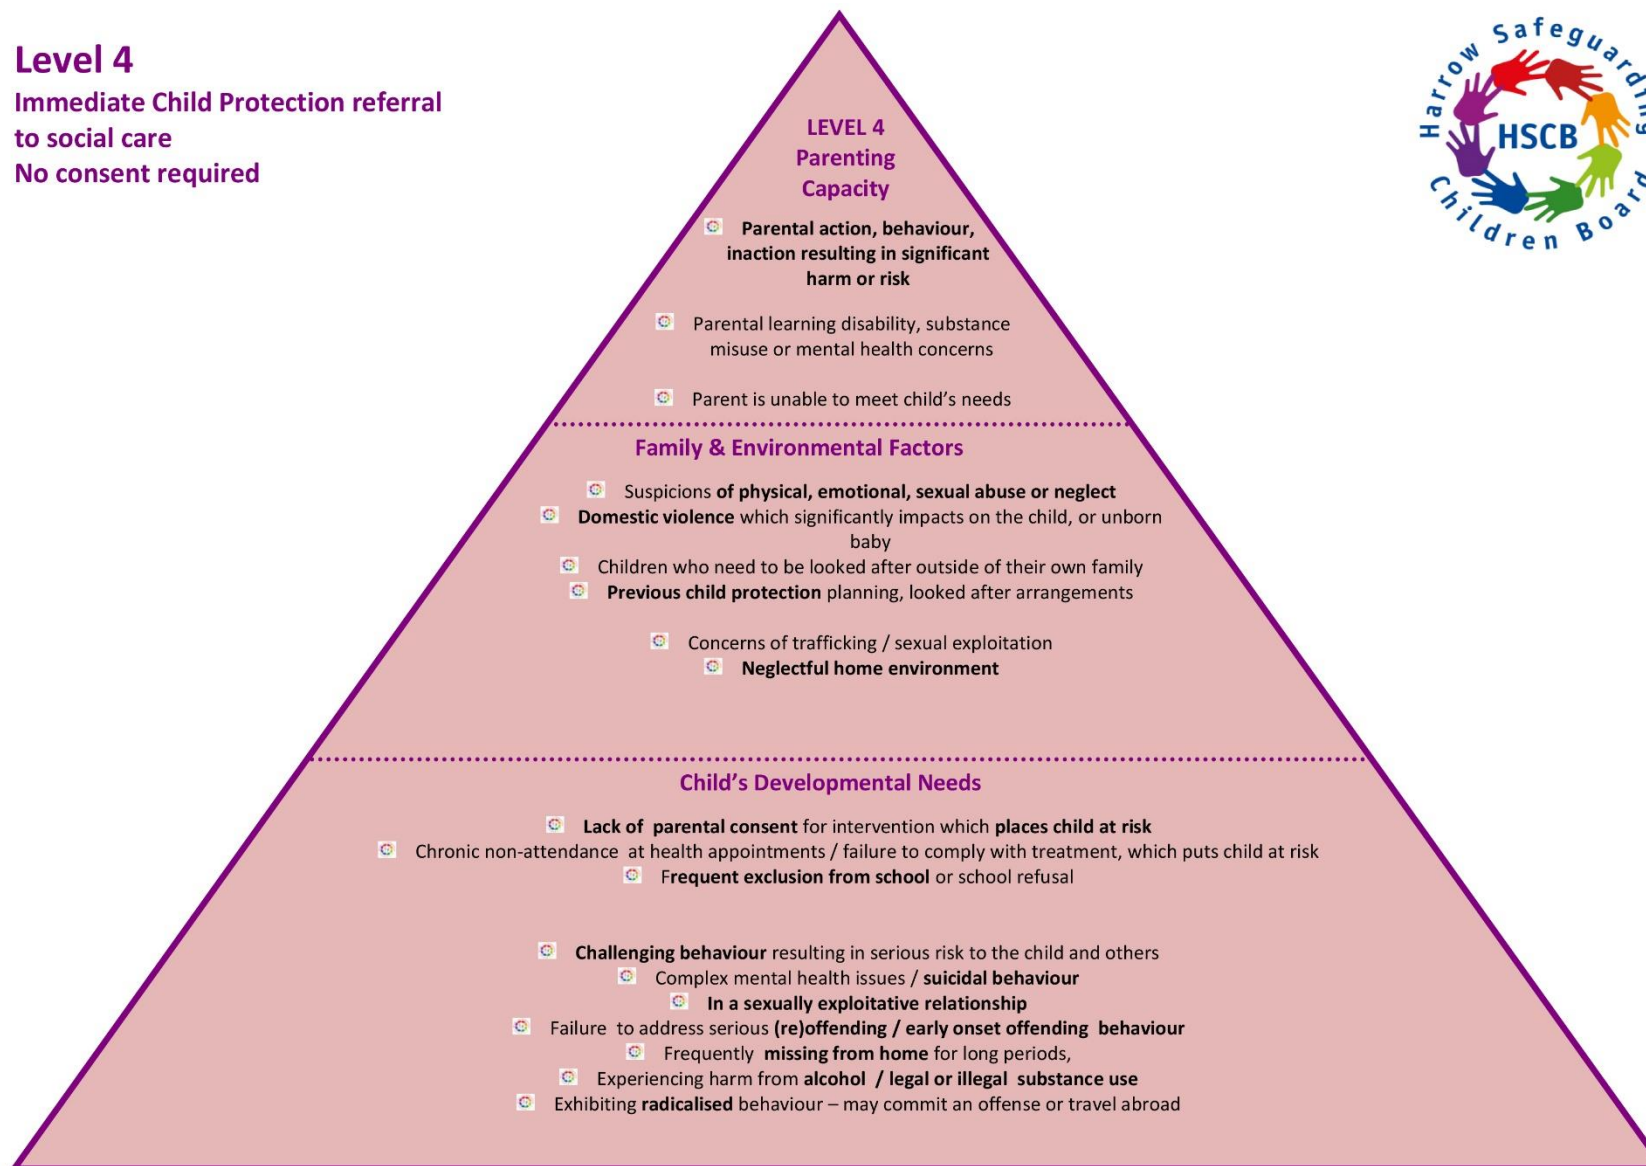 Level 4
Immediate Child Protection referral
to social care
No consent required
Harrow Safeguarding
HSCB
Children Board
LEVEL 4
Parenting
Capacity
Parental action, behaviour,
inaction resulting in significant
harm or risk
Parental learning disability, substance
misuse or mental health concerns
Parent is unable to meet child's needs
Family & Environmental Factors
Suspicions of physical, emotional, sexual abuse or neglect
Domestic violence which significantly impacts on the child, or unborn
baby
Children who need to be looked after outside of their own family
Previous child protection planning, looked after arrangements
Concerns of trafficking / sexual exploitation
Neglectful home environment
Child's Developmental Needs
Lack of parental consent for intervention which places child at risk
Chronic non-attendance at health appointments / failure to comply with treatment, which puts child at risk
Frequent exclusion from school or school refusal
Challenging behaviour resulting in serious risk to the child and others
Complex mental health issues / suicidal behaviour
In a sexually exploitative relationship
Failure to address serious (re)offending / early onset offending behaviour
Frequently missing from home for long periods,
Experiencing harm from alcohol / legal or illegal substance use
Exhibiting radicalised behaviour – may commit an offense or travel abroad